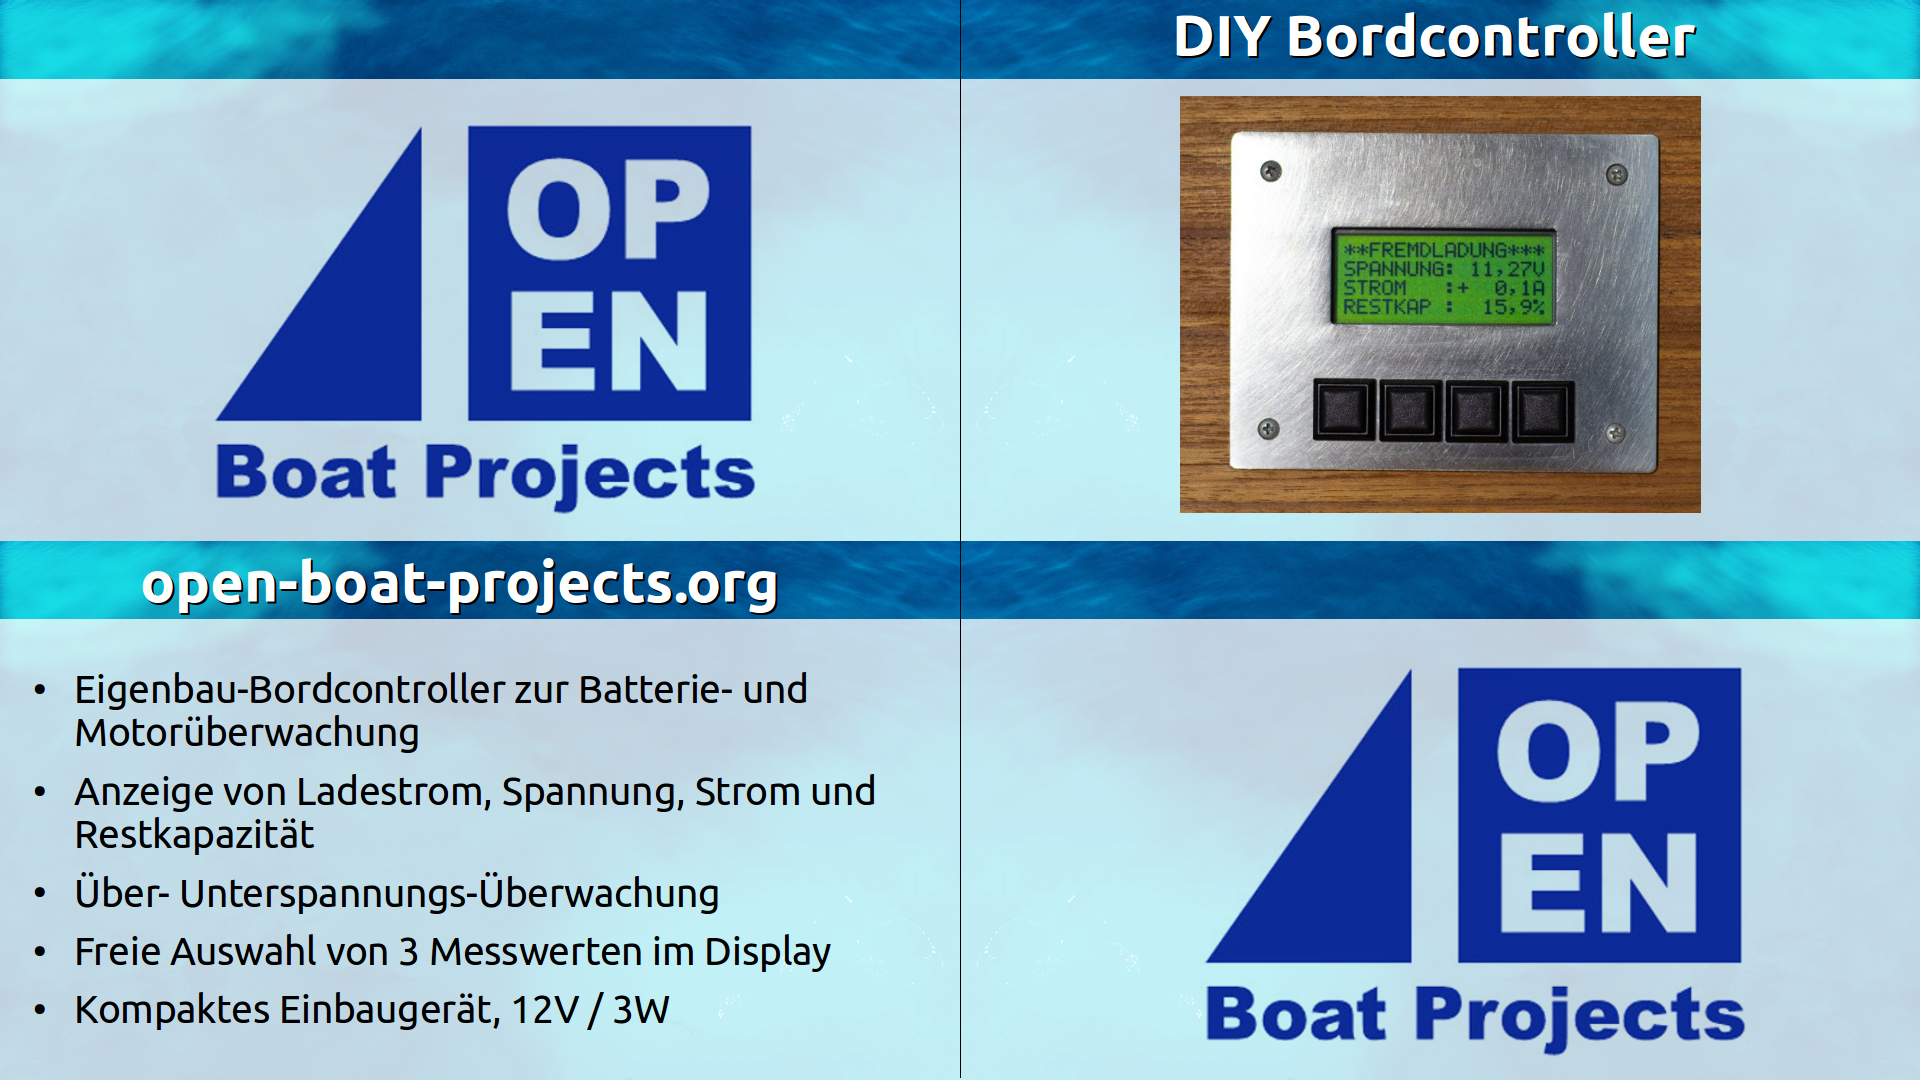 OP
EN
Boat Projects
DIY Bordcontroller
**FREMDLADUNG***
SPANNUNG: 11,27V
STROM :+ 0,1A
RESTKAP : 15,9%
open-boat-projects.org
• Eigenbau-Bordcontroller zur Batterie- und
Motorüberwachung
• Anzeige von Ladestrom, Spannung, Strom und
Restkapazität
• Über- Unterspannungs-Überwachung
• Freie Auswahl von 3 Messwerten im Display
• Kompaktes Einbaugerät, 12V / 3W
OP
EN
Boat Projects